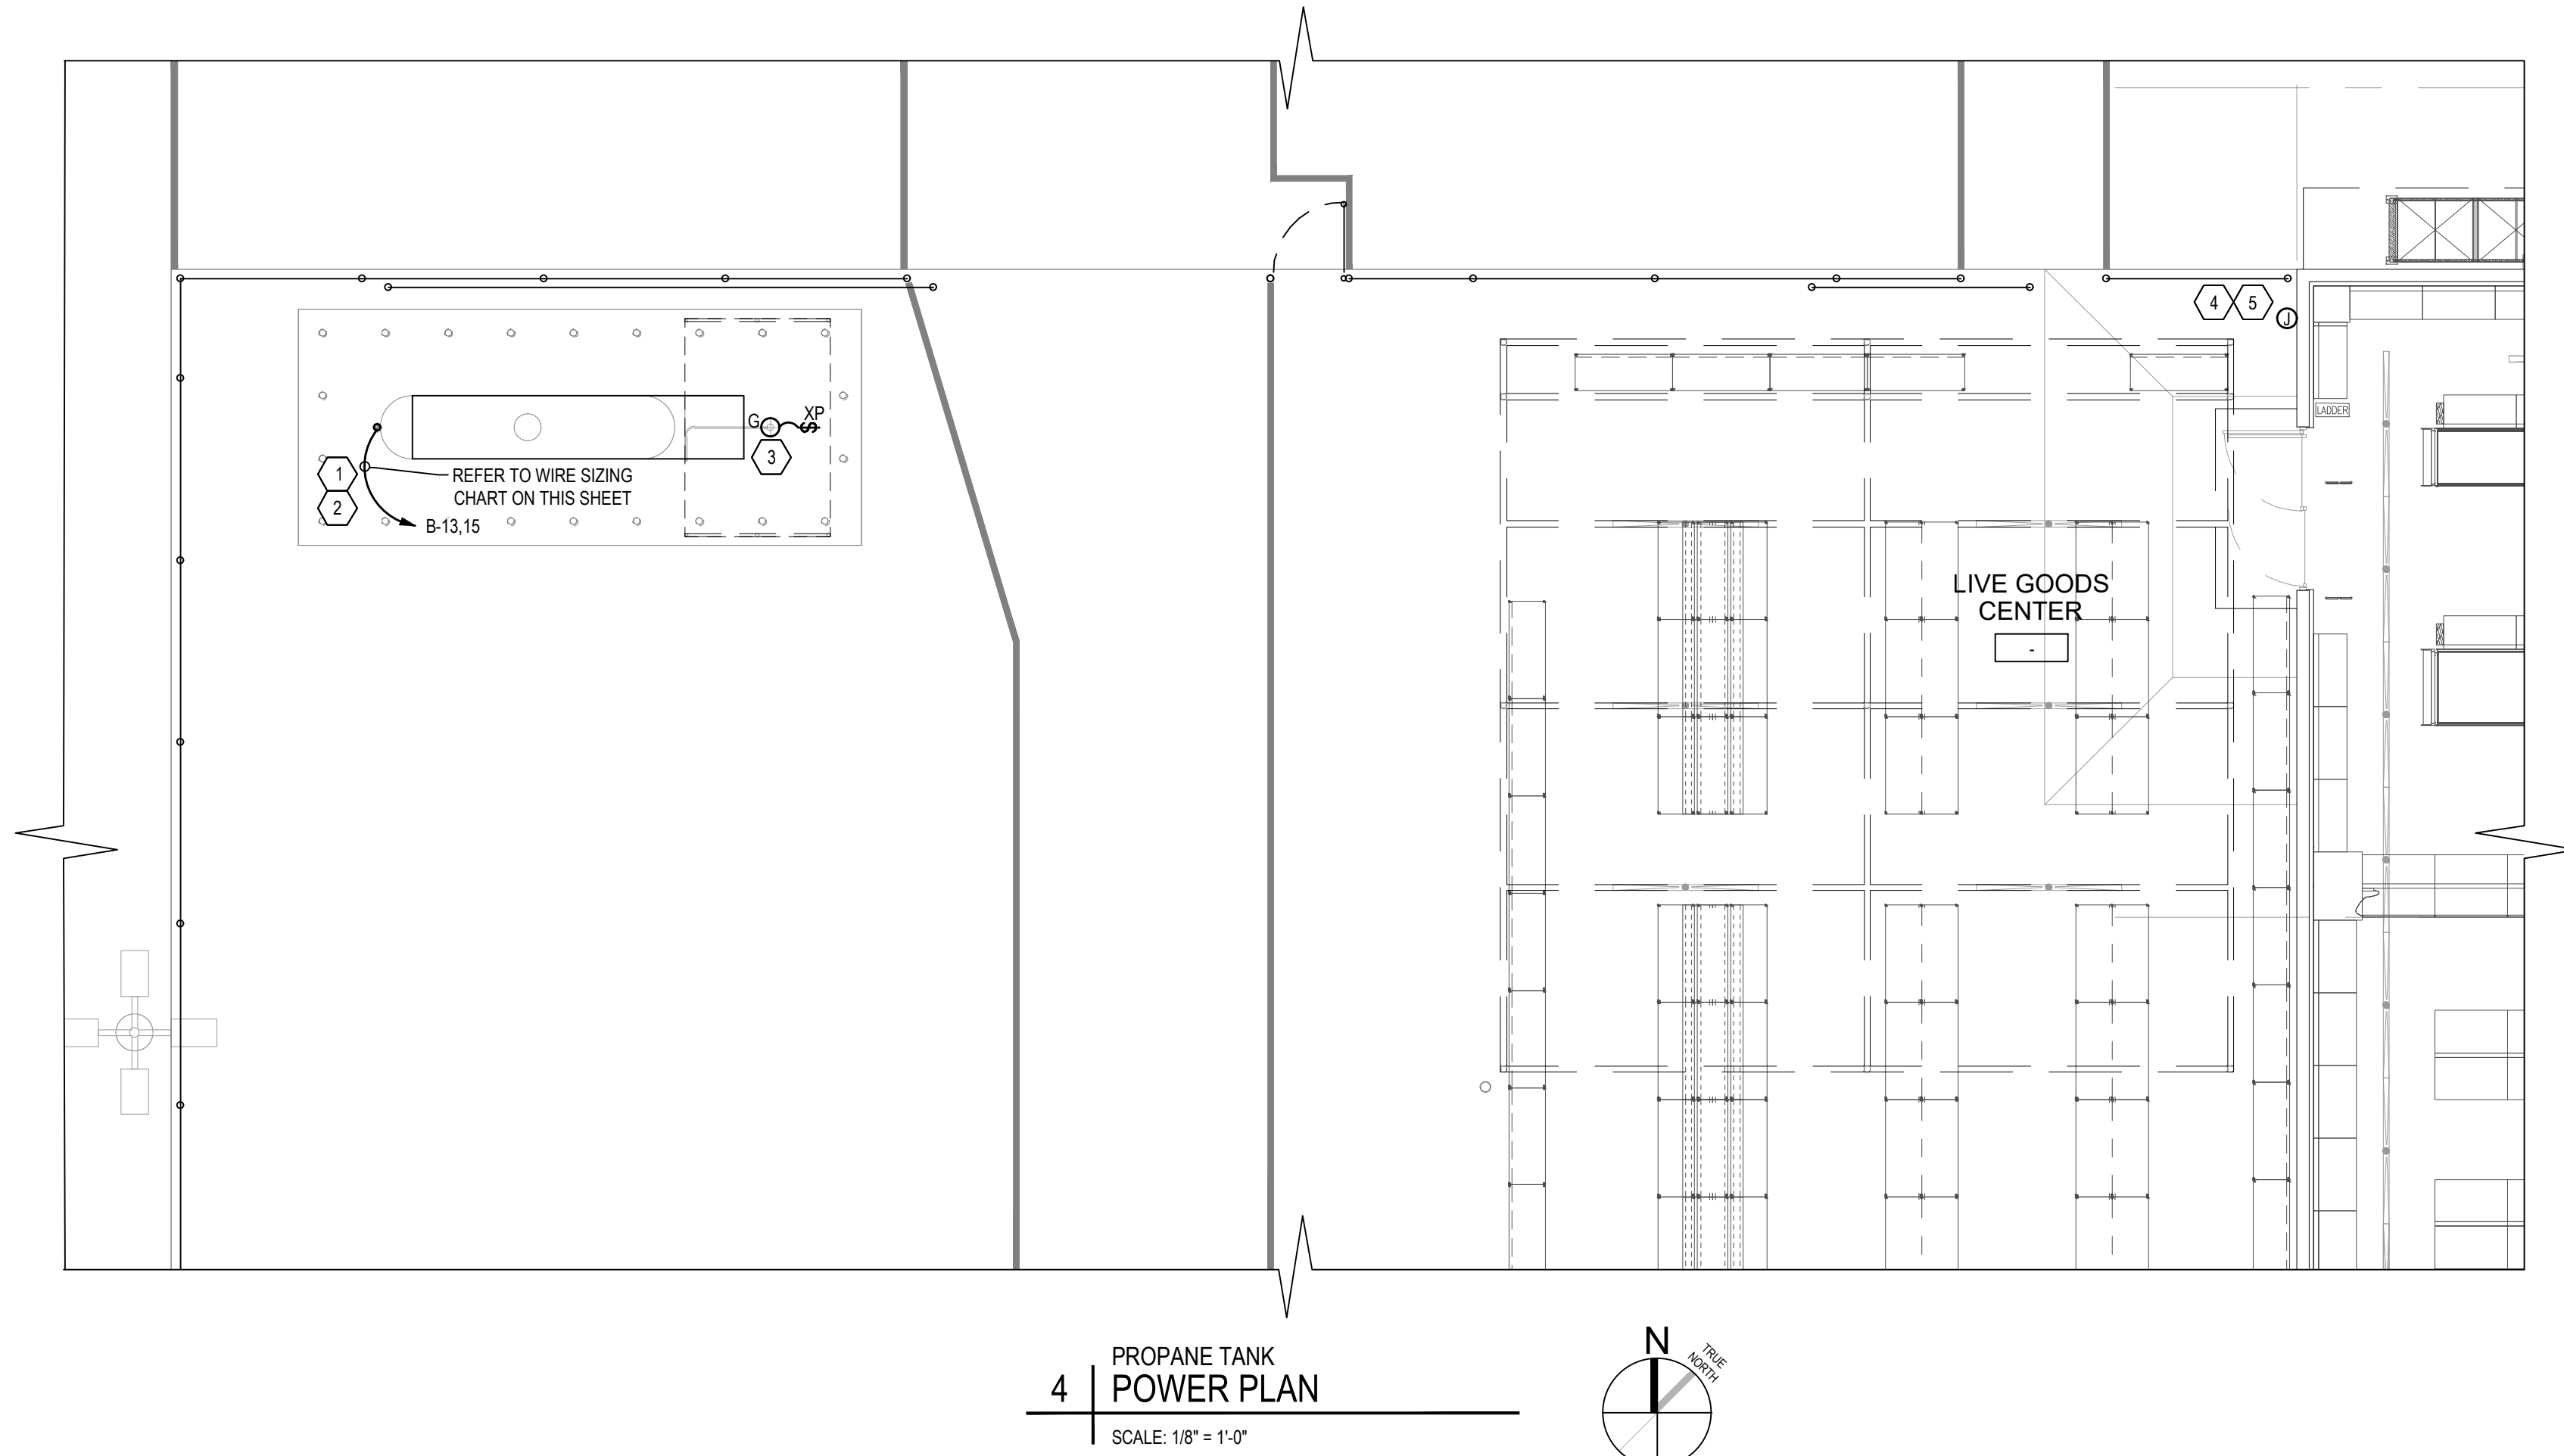 4
5
J
LADDER
G
XP
S
3
1
2
REFER TO WIRE SIZING
CHART ON THIS SHEET
B-13,15
LIVE GOODS
CENTER
-
4
PROPANE TANK
POWER PLAN
SCALE: 1/8" = 1'-0"
N
TRUE
NORTH